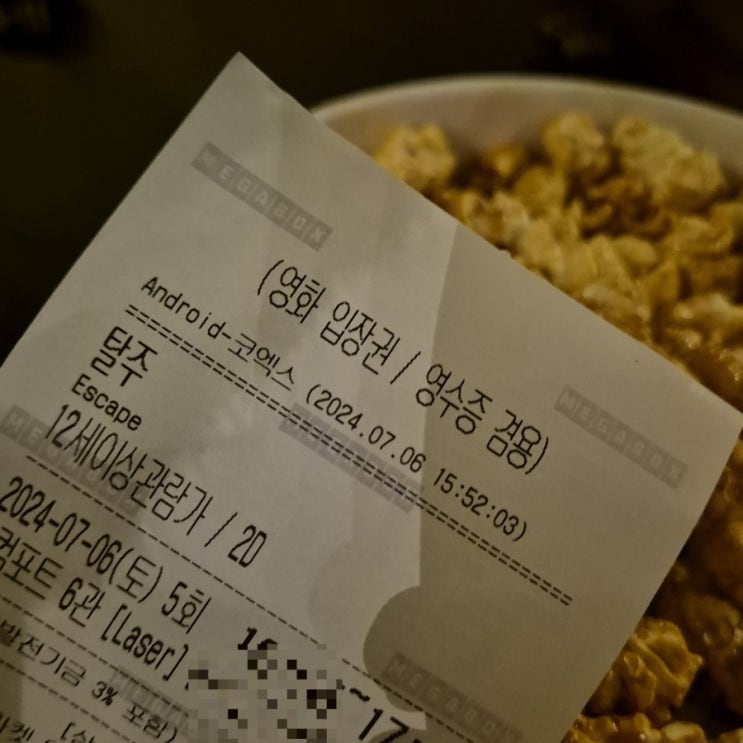 MEGABOX
(영화 입장권 / 영수증 겸용)
Android-코엑스 (2024.07.06 15:52:03)
MEGABOX
탈주
Escape
12세이상관람가 / 2D
2024-07-06(토) 5회
컴포트 6관 [Laser]
발전기금 3% 포함)
MEGABOX